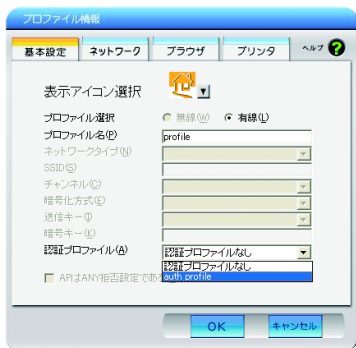 プロファイル情報
基本設定 ネットワーク ブラウザ プリンタ ヘルプ ?
表示アイコン選択
プロファイル選択 無線(W) 有線(L)
プロファイル名(P) profile
ネットワークタイプ(N)
SSID(S)
チャンネル(C)
暗号化方式(E)
送信キー(I)
暗号キー(K)
認証プロファイル(A) 認証プロファイルなし
認証プロファイルなし
APはANY拒否設定であ auth profile
OK キャンセル